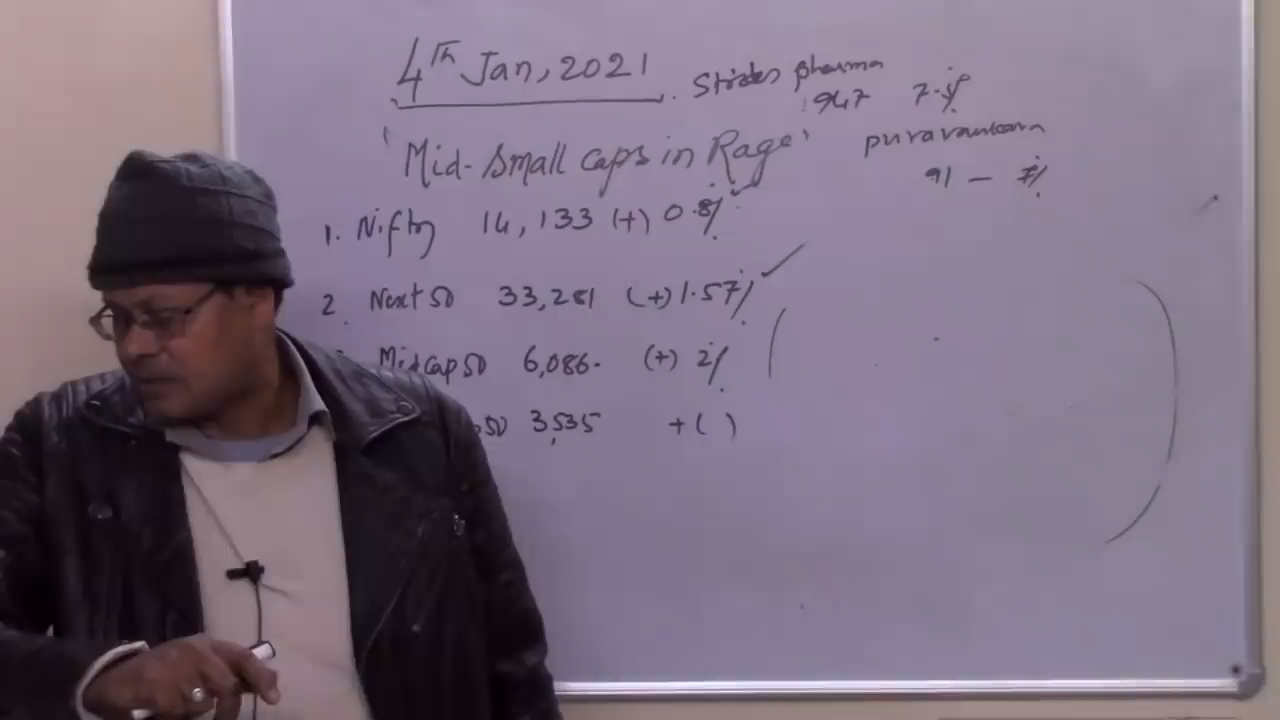 4th Jan, 2021
. Strides pharma
947 7.5%
'Mid-Small caps in Rage'
puravankara
91 — 7%
1. Nifty 14,133 (+) 0.8%
2. Next 50 33,281 (+) 1.57%
Midcap 50 6,086. (+) 2%
50 3,535 + ( )